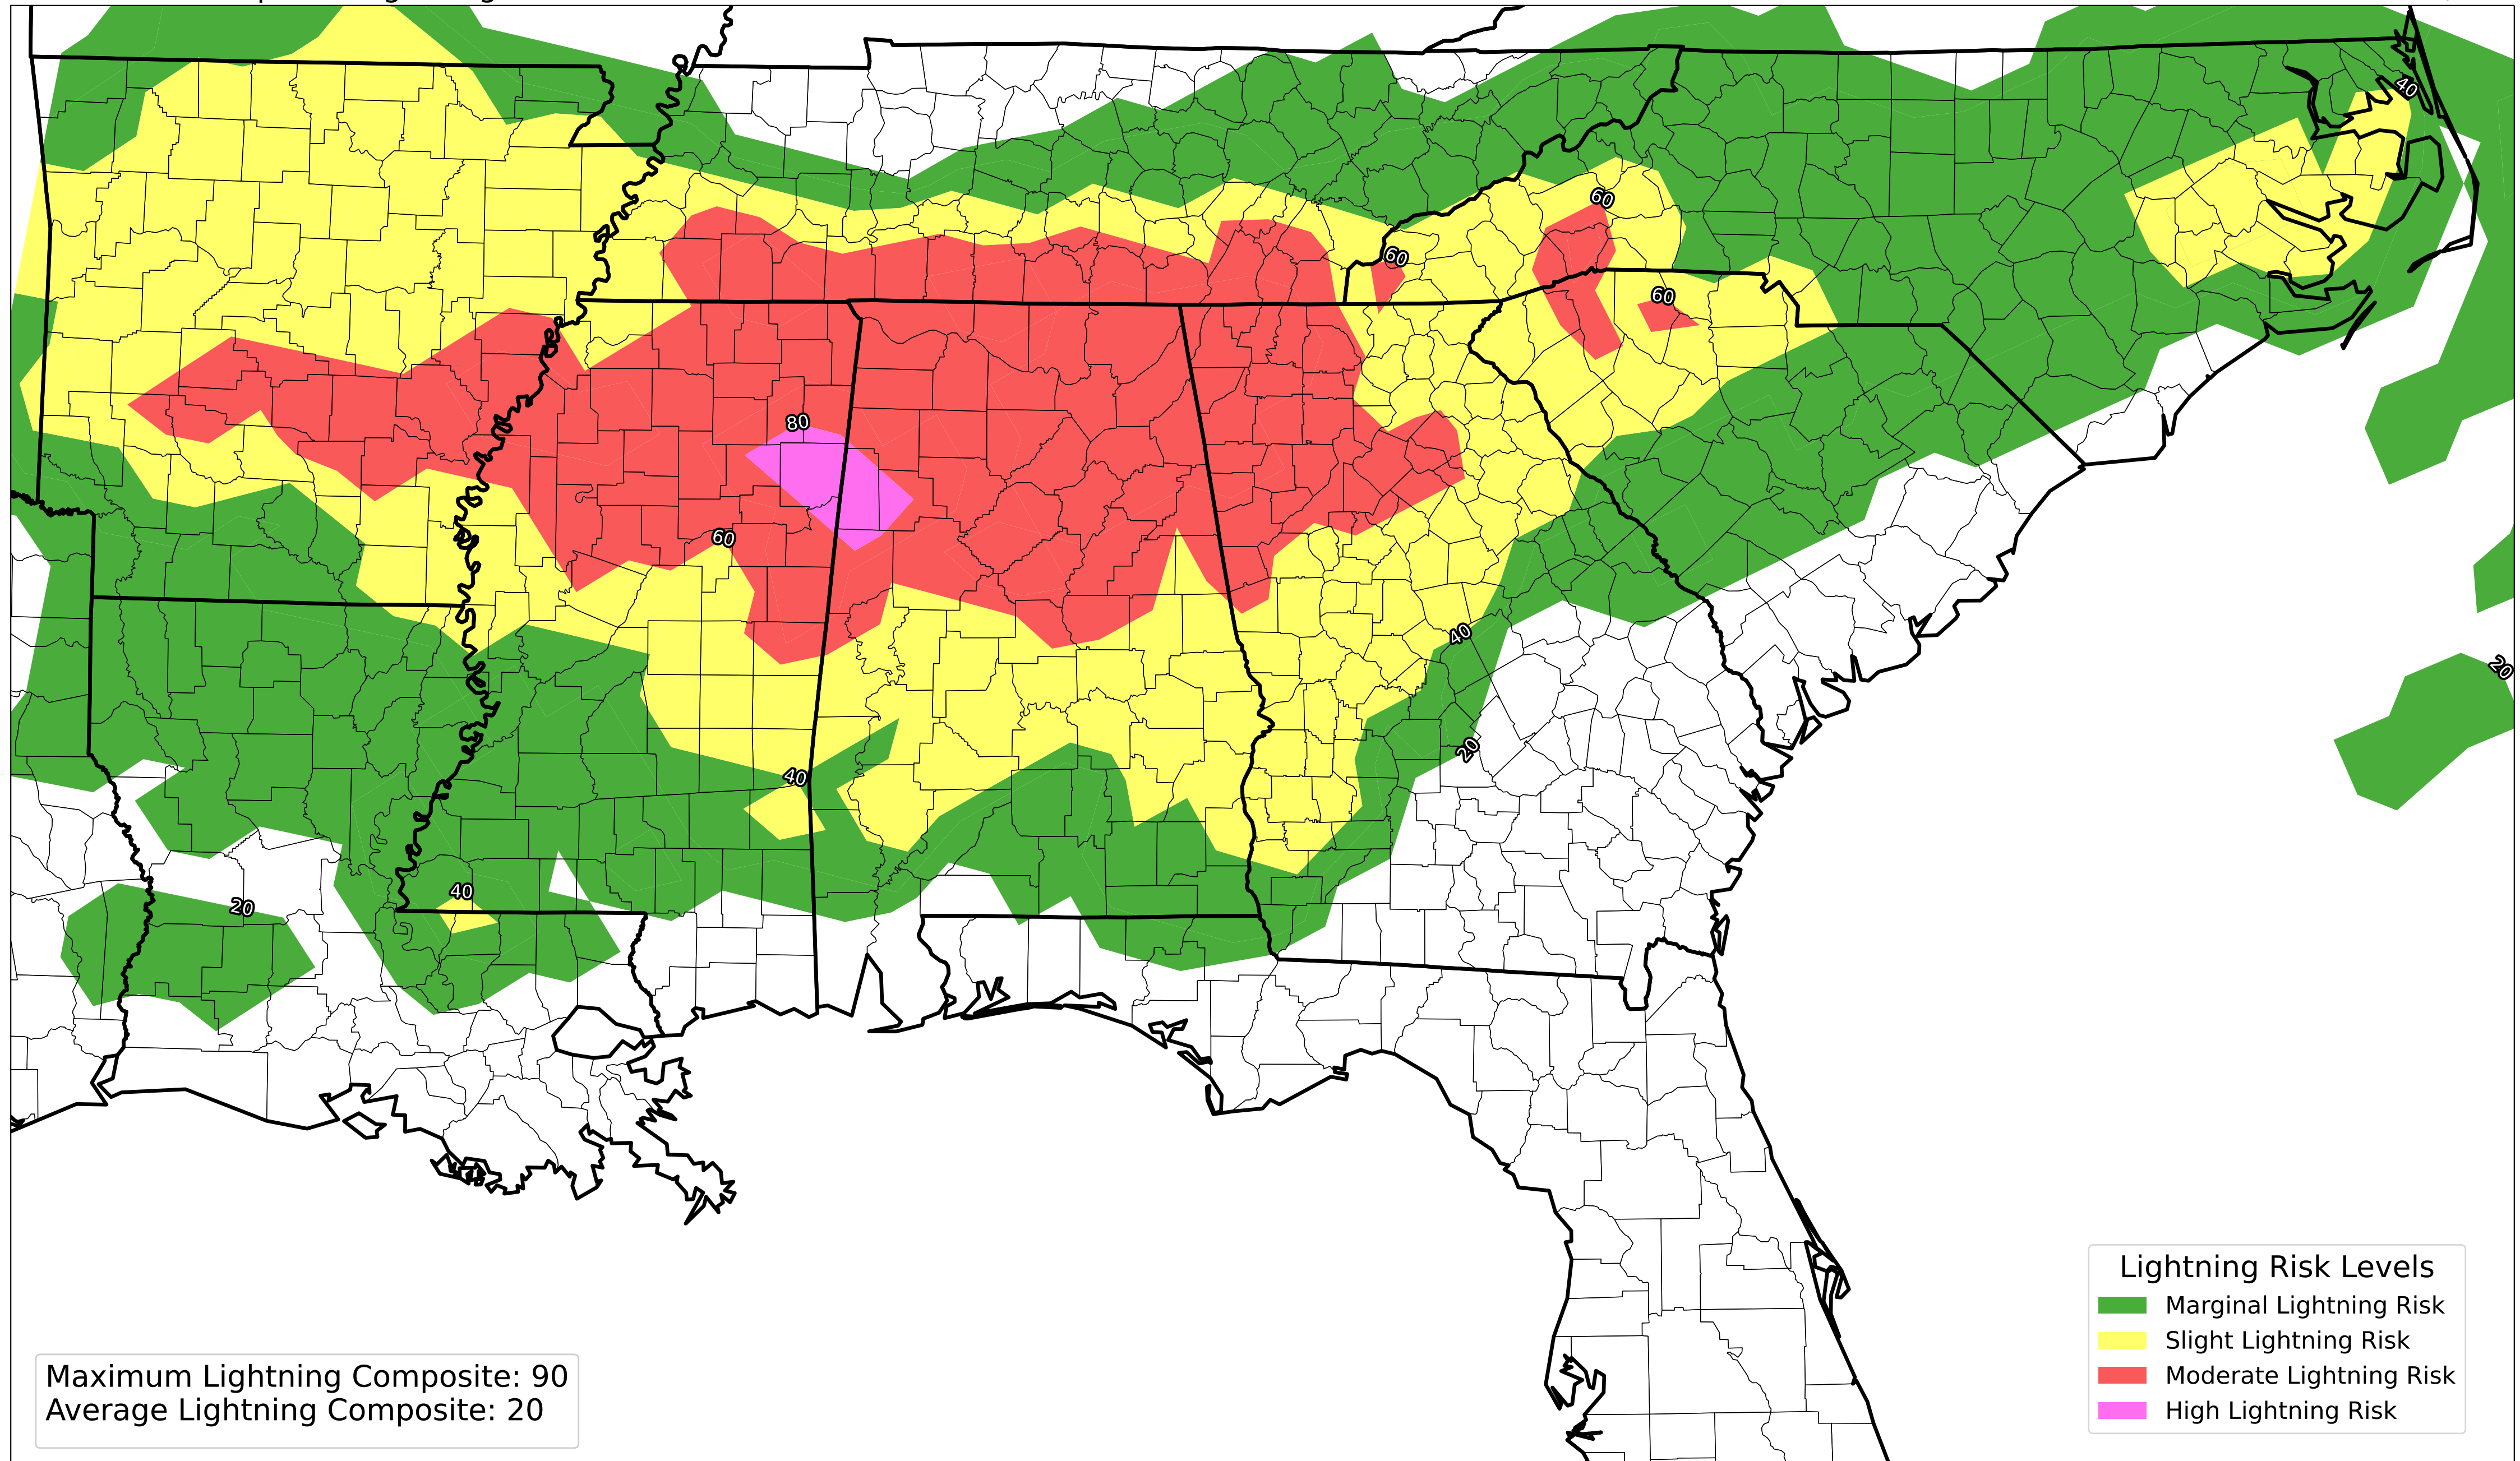 40
60
60
60
80
60
40
20
20
40
40
20
Lightning Risk Levels
Marginal Lightning Risk
Slight Lightning Risk
Moderate Lightning Risk
High Lightning Risk
Maximum Lightning Composite: 90
Average Lightning Composite: 20